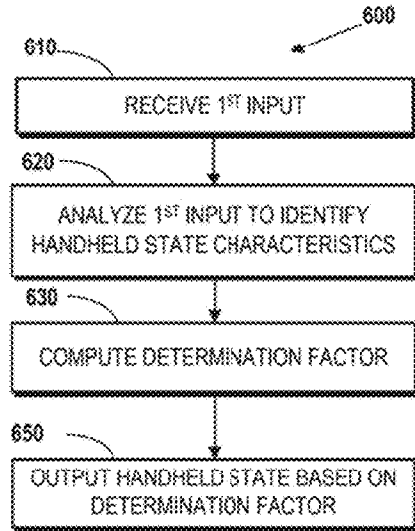 600
610
RECEIVE 1ST INPUT
620
ANALYZE 1ST INPUT TO IDENTIFY
HANDHELD STATE CHARACTERISTICS
630
COMPUTE DETERMINATION FACTOR
650
OUTPUT HANDHELD STATE BASED ON
DETERMINATION FACTOR